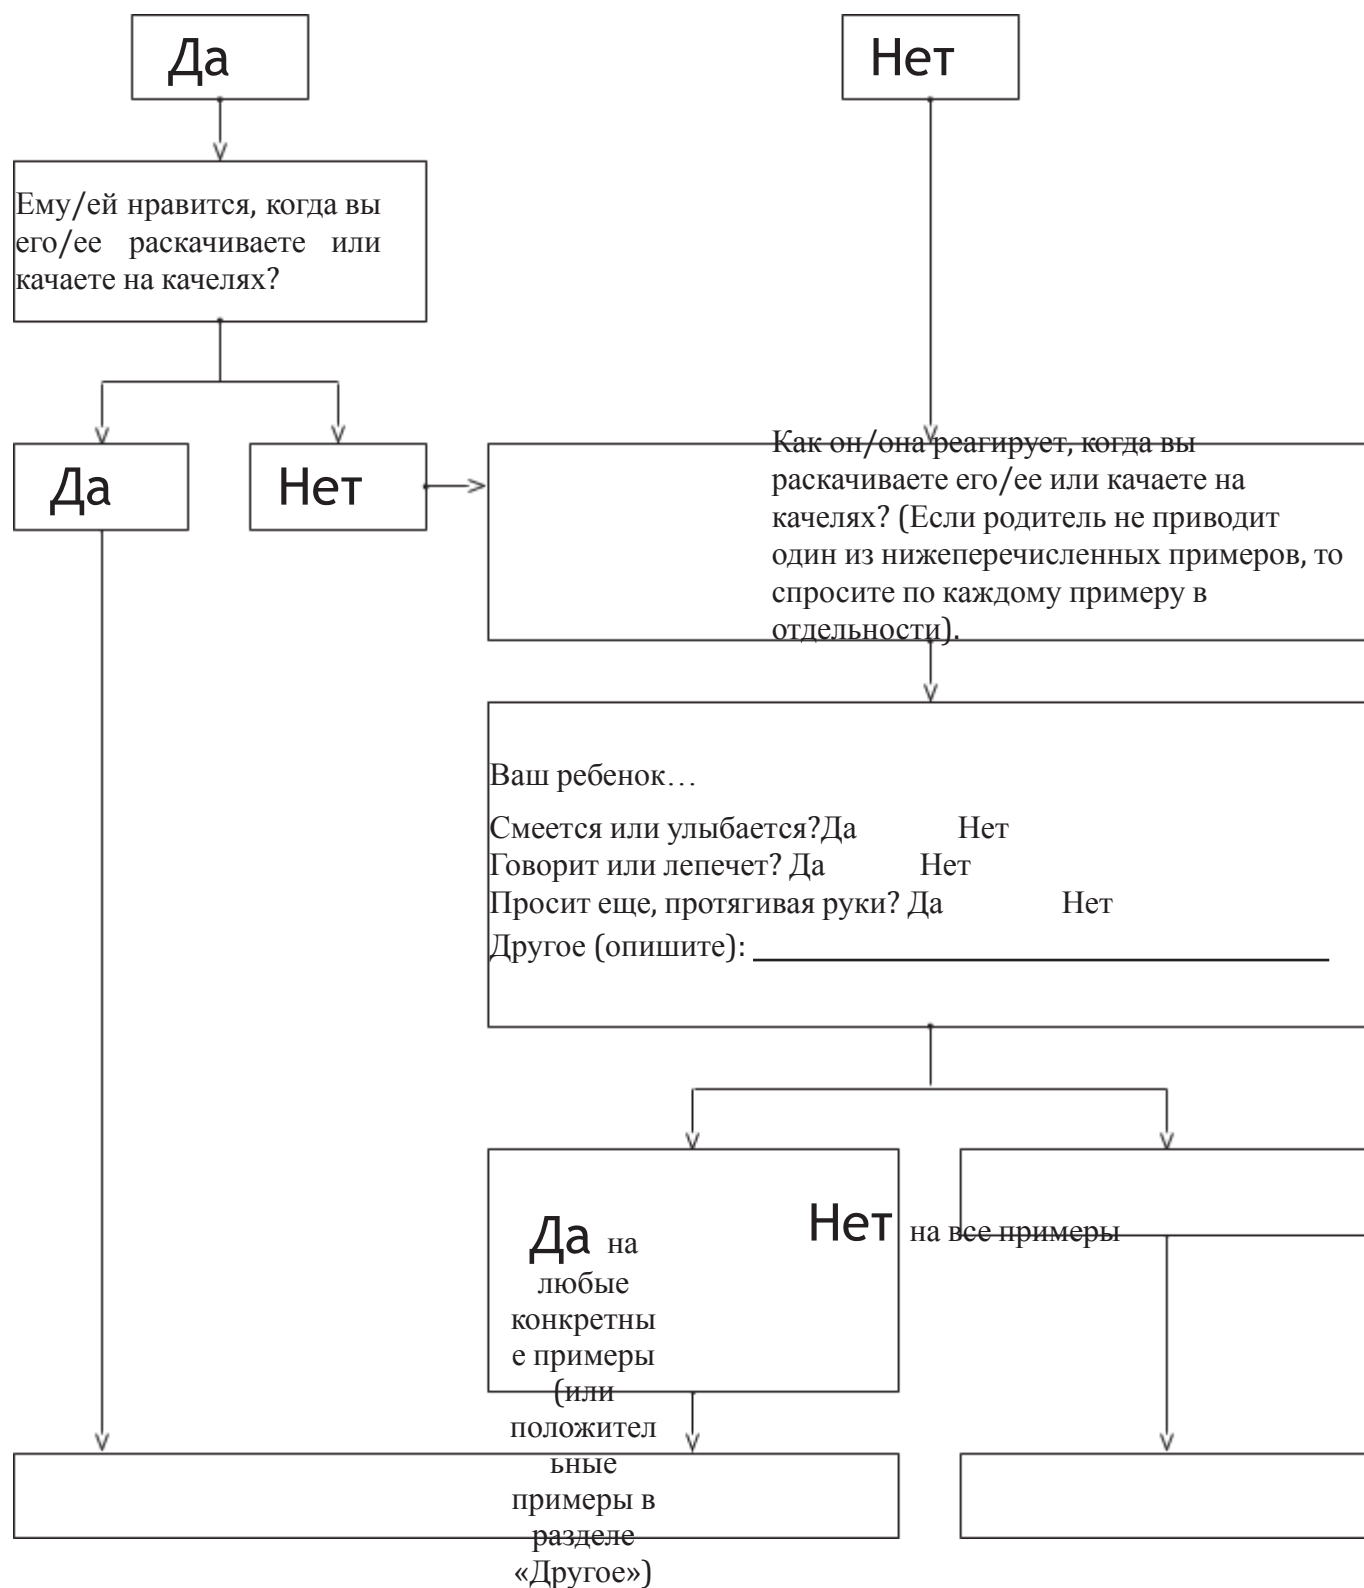 Да
Нет
Ему/ей нравится, когда вы
его/ее раскачиваете или
качаете на качелях?
Да
Нет
Как он/она реагирует, когда вы
раскачиваете его/ее или качаете на
качелях? (Если родитель не приводит
один из нижеперечисленных примеров, то
спросите по каждому примеру в
отдельности).
Ваш ребенок…
Смеется или улыбается?Да Нет
Говорит или лепечет? Да Нет
Просит еще, протягивая руки? Да Нет
Другое (опишите):
Да на
любые
конкретны
е примеры
(или
положител
ьные
примеры в
разделе
«Другое»)
Нет на все примеры